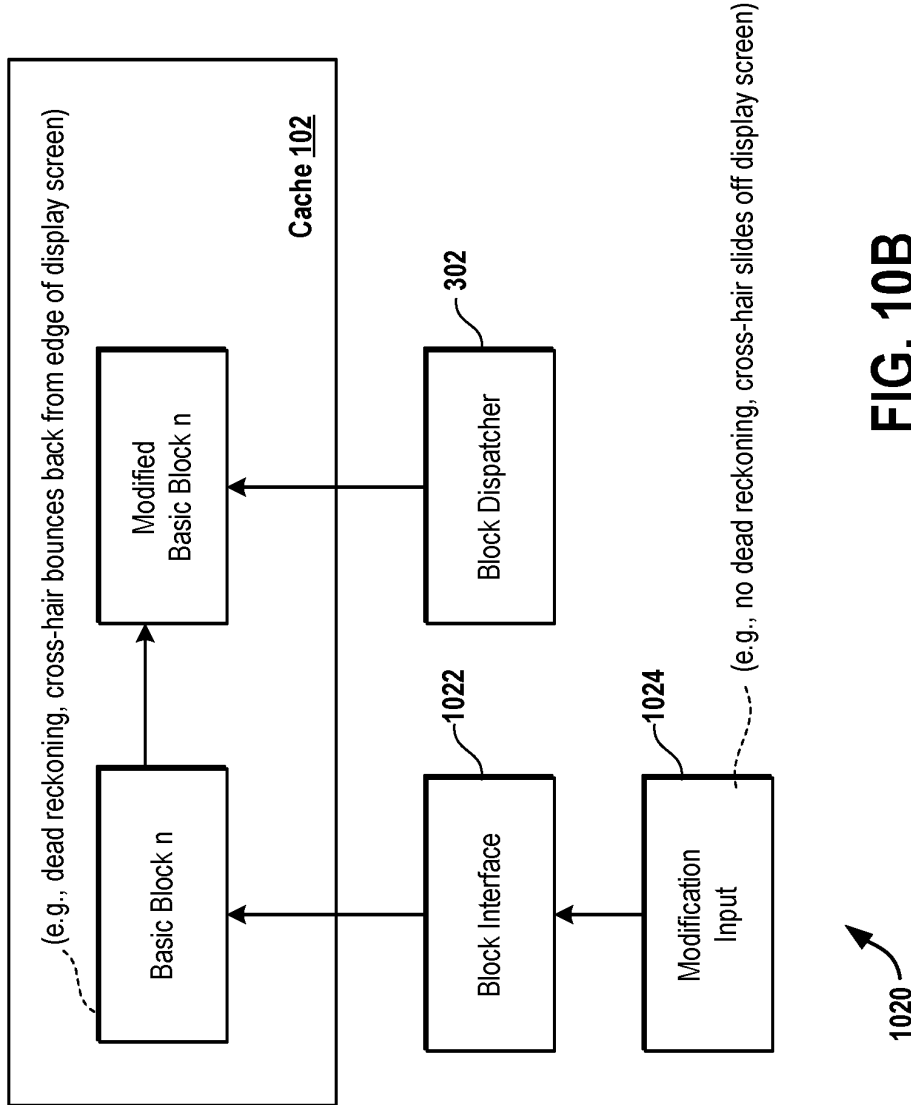 (e.g., dead reckoning, cross-hair bounces back from edge of display screen)
Basic Block n
Modified
Basic Block n
Cache 102
1022
302
Block Interface
Block Dispatcher
1024
Modification
Input
(e.g., no dead reckoning, cross-hair slides off display screen)
1020
FIG. 10B